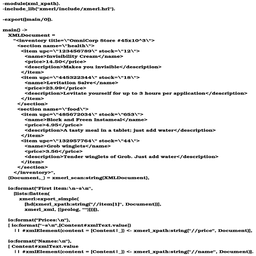 -module(xml_xpath).
-include_lib("xmerl/include/xmerl.hrl").
-export([main/0]).
main() ->
XMLDocument =
"<inventory title=\"OmniCorp Store #45x10^3\">
<section name=\"health\">
<item upc=\"123456789\" stock=\"12\">
<name>Invisibility Cream</name>
<price>14.50</price>
<description>Makes you invisible</description>
</item>
<item upc=\"445322344\" stock=\"18\">
<name>Levitation Salve</name>
<price>23.99</price>
<description>Levitate yourself for up to 3 hours per application</description>
</item>
</section>
<section name=\"food\">
<item upc=\"485672034\" stock=\"653\">
<name>Blork and Freen Instameal</name>
<price>4.95</price>
<description>A tasty meal in a tablet; just add water</description>
</item>
<item upc=\"132957764\" stock=\"44\">
<name>Grob winglets</name>
<price>3.56</price>
<description>Tender winglets of Grob. Just add water</description>
</item>
</section>
</inventory>",
{Document,_} = xmerl_scan:string(XMLDocument),
io:format("First item:\n~s\n",
[lists:flatten(
xmerl:export_simple(
[hd(xmerl_xpath:string("//item[1]", Document))],
xmerl_xml, [{prolog, ""}]))]),
io:format("Prices:\n"),
[ io:format("~s\n",[Content#xmlText.value])
|| #xmlElement{content = [Content|_]} <- xmerl_xpath:string("//price", Document)],
io:format("Names:\n"),
[ Content#xmlText.value
|| #xmlElement{content = [Content|_]} <- xmerl_xpath:string("//name", Document)].